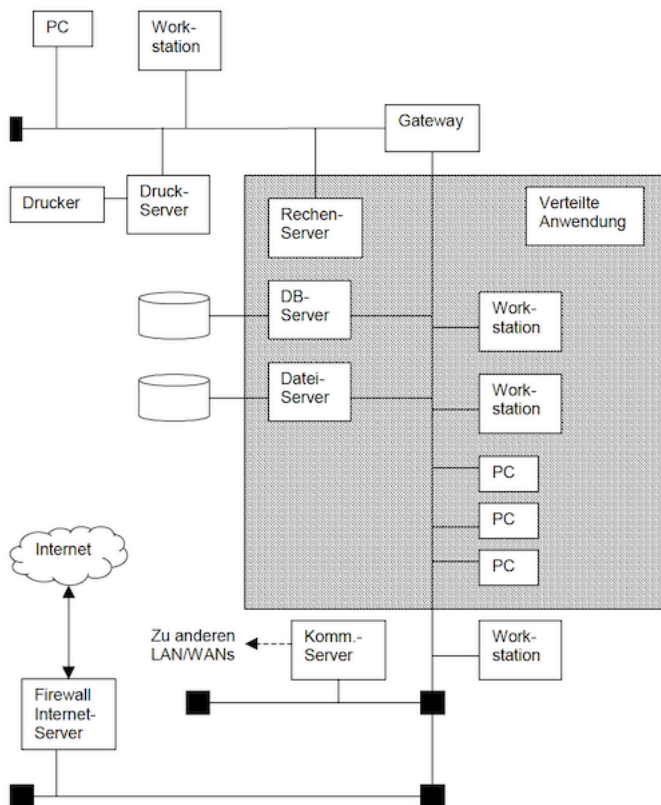 PC
Work-
station
Gateway
Drucker
Druck-
Server
Rechen-
Server
Verteilte
Anwendung
DB-
Server
Work-
station
Datei-
Server
Work-
station
PC
PC
PC
Internet
Zu anderen
LAN/WANs
Komm.-
Server
Work-
station
Firewall
Internet-
Server